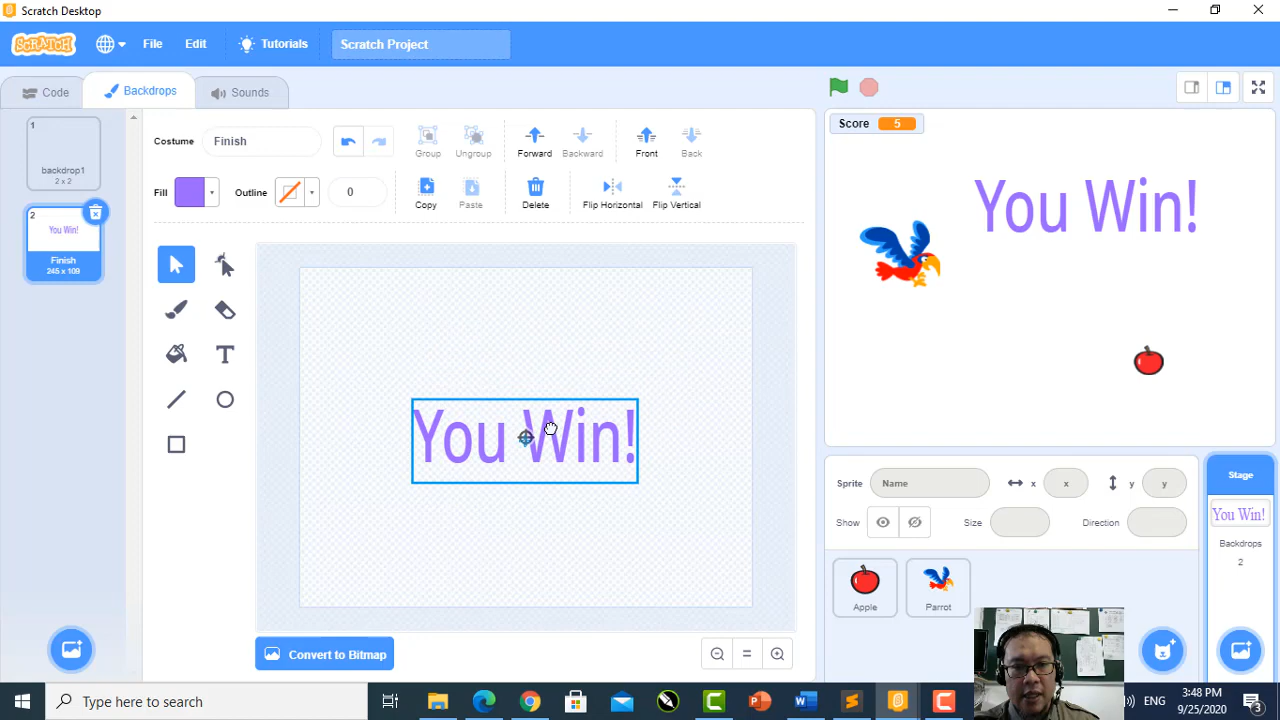 Scratch Desktop
SCRATCH
File
Edit
Tutorials
Scratch Project
Code
Backdrops
Sounds
1
backdrop1
2 x 2
2
You Win!
Finish
245 x 109
Costume
Finish
Group
Ungroup
Forward
Backward
Front
Back
Fill
Outline
0
Copy
Paste
Delete
Flip Horizontal
Flip Vertical
You Win!
Convert to Bitmap
Score 5
You Win!
Sprite
Name
x
x
y
y
Show
Size
Direction
Apple
Parrot
Stage
You Win!
Backdrops
2
Type here to search
ENG
3:48 PM
9/25/2020
3